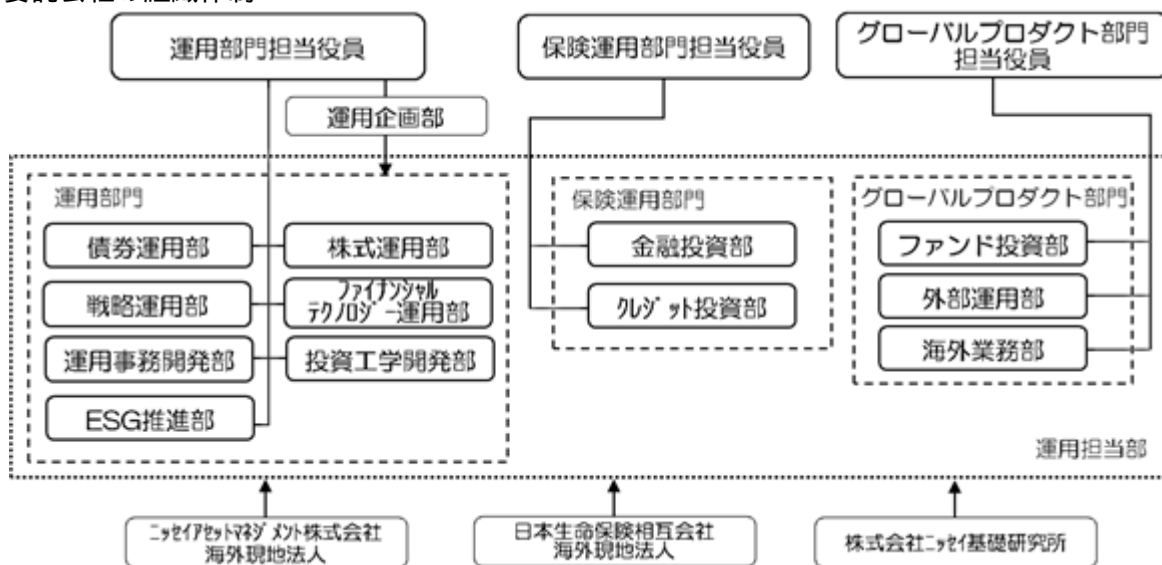 運用部門担当役員
保険運用部門担当役員
グローバルプロダクト部門
担当役員
運用企画部
運用部門
債券運用部
株式運用部
戦略運用部
ファイナンシャル
テクノロジー運用部
運用事務開発部
投資工学開発部
ESG推進部
保険運用部門
金融投資部
クレジット投資部
グローバルプロダクト部門
ファンド投資部
外部運用部
海外業務部
運用担当部
ニッセイアセットマネジメント株式会社
海外現地法人
日本生命保険相互会社
海外現地法人
株式会社ニッセイ基礎研究所